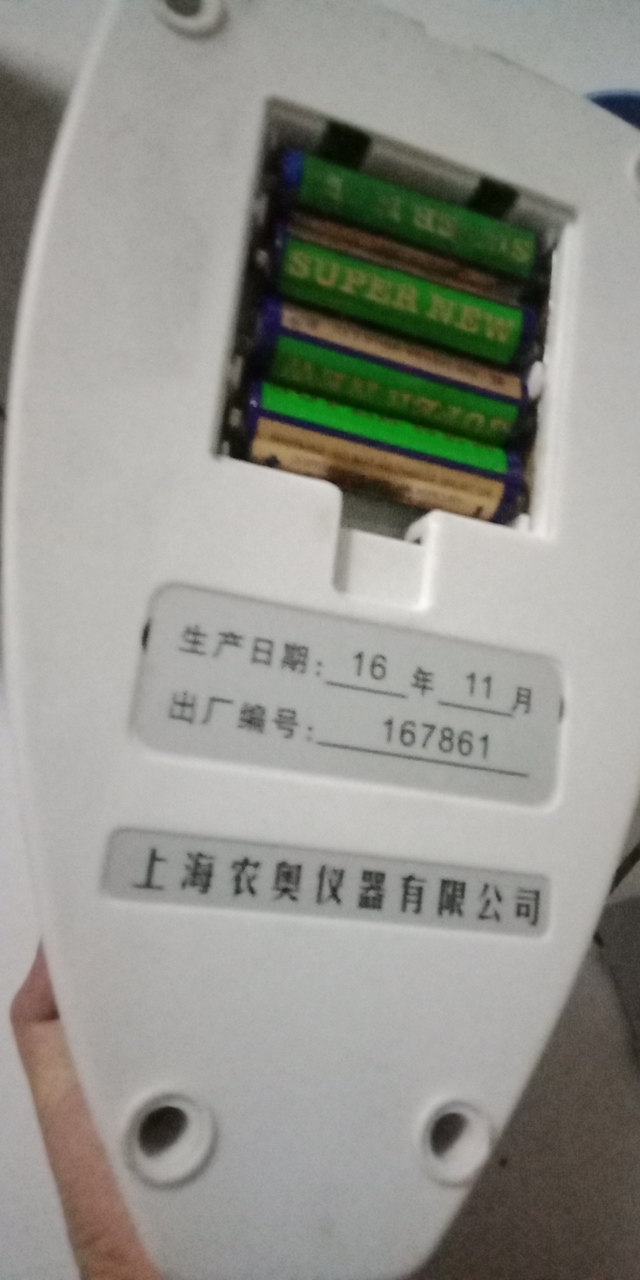 SUPER NEW
生产日期: 16 年 11 月
出厂编号: 167861
上海农奥仪器有限公司